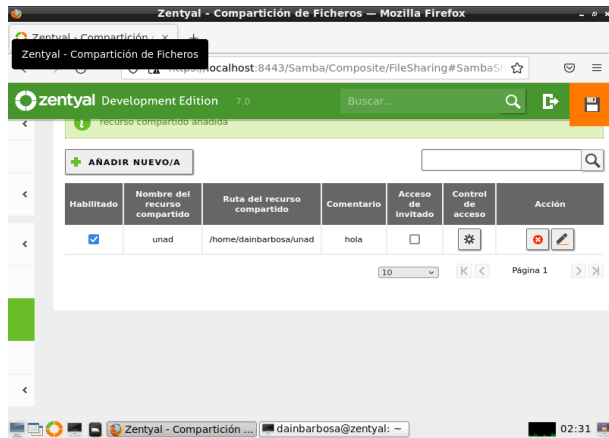 Zentyal - Compartición de Ficheros — Mozilla Firefox
Zentyal - Compartición de Ficheros
localhost:8443/Samba/Composite/FileSharing#SambaS
zentyal Development Edition 7.0
Buscar...
recurso compartido añadida
AÑADIR NUEVO/A
Habilitado Nombre del recurso compartido Ruta del recurso compartido Comentario Acceso de invitado Control de acceso Acción
unad /home/dainbarbosa/unad hola
10 Página 1
Zentyal - Compartición ... dainbarbosa@zentyal: ~ 02:31